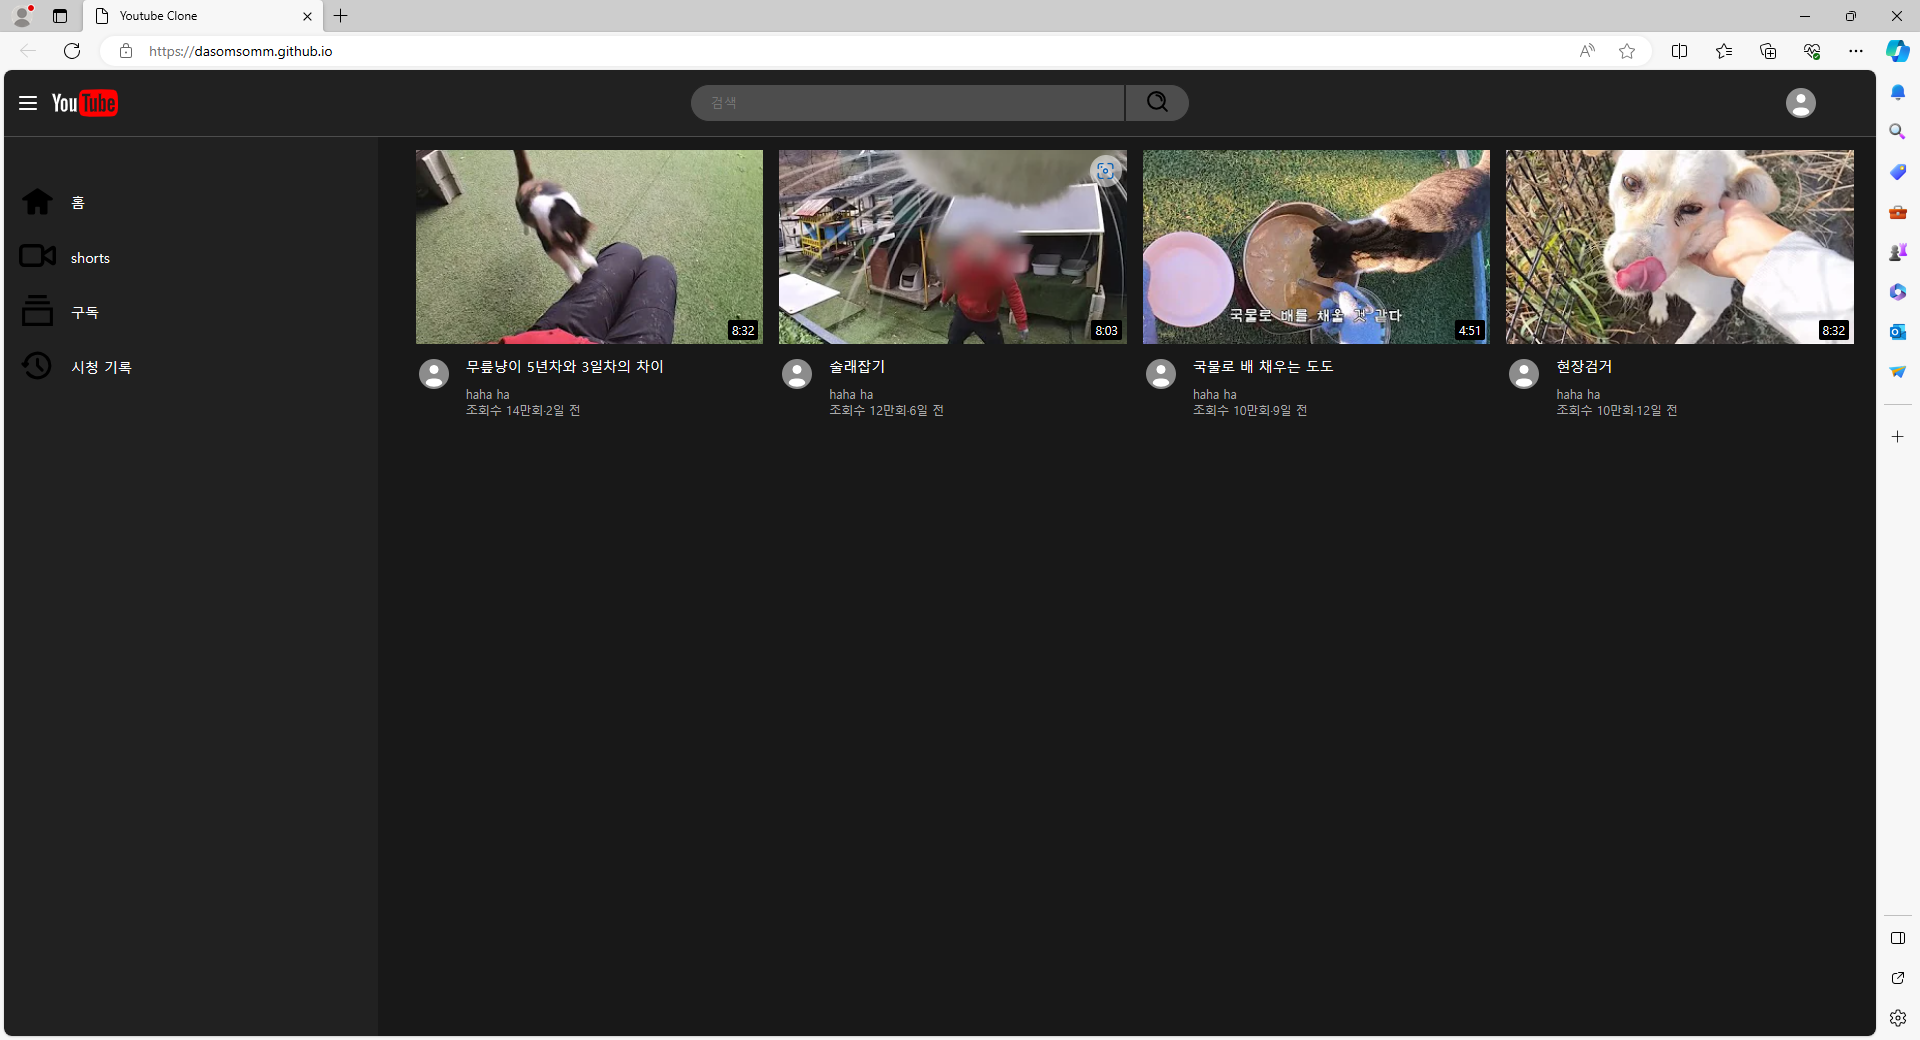 Youtube Clone
https://dasomsomm.github.io
YouTube
검색
홈
shorts
구독
시청 기록
8:32
8:03
국물로 배를 채울 것 같다
4:51
8:32
무릎냥이 5년차와 3일차의 차이
haha ha
조회수 14만회·2일 전
술래잡기
haha ha
조회수 12만회·6일 전
국물로 배 채우는 도도
haha ha
조회수 10만회·9일 전
현장검거
haha ha
조회수 10만회·12일 전